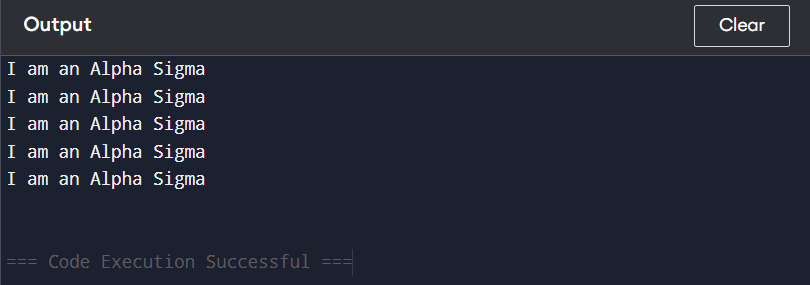 Output
Clear
I am an Alpha Sigma
I am an Alpha Sigma
I am an Alpha Sigma
I am an Alpha Sigma
I am an Alpha Sigma
=== Code Execution Successful ===